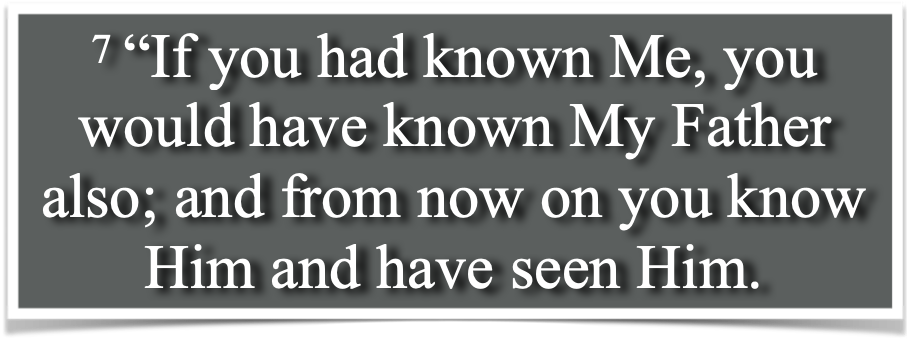 7 “If you had known Me, you
would have known My Father
also; and from now on you know
Him and have seen Him.